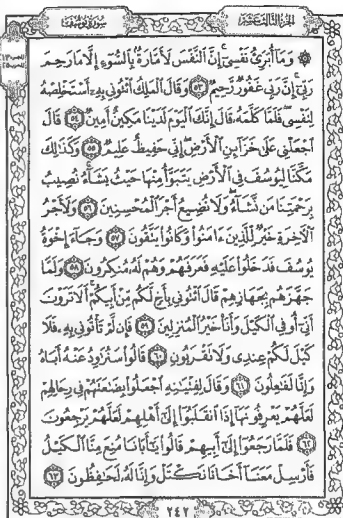 الجزء الثالث عشر
سورة يوسف
۞ وَمَآ أُبَرِّئُ نَفْسِيٓ إِنَّ ٱلنَّفْسَ لَأَمَّارَةُۢ بِٱلسُّوٓءِ إِلَّا مَا رَحِمَ
رَبِّيٓ إِنَّ رَبِّي غَفُورٌ رَّحِيمٌ ٥٣ وَقَالَ ٱلْمَلِكُ ٱئْتُونِي بِهِۦٓ أَسْتَخْلِصْهُ
لِنَفْسِي فَلَمَّا كَلَّمَهُۥ قَالَ إِنَّكَ ٱلْيَوْمَ لَدَيْنَا مَكِينٌ أَمِينٌ ٥٤ قَالَ
ٱجْعَلْنِي عَلَىٰ خَزَآئِنِ ٱلْأَرْضِ إِنِّي حَفِيظٌ عَلِيمٌ ٥٥ وَكَذَٰلِكَ
مَكَّنَّا لِيُوسُفَ فِي ٱلْأَرْضِ يَتَبَوَّأُ مِنْهَا حَيْثُ يَشَآءُ نُصِيبُ
بِرَحْمَتِنَا مَن نَّشَآءُ وَلَا نُضِيعُ أَجْرَ ٱلْمُحْسِنِينَ ٥٦ وَلَأَجْرُ
ٱلْأَخِرَةِ خَيْرٌ لِّلَّذِينَ ءَامَنُوا۟ وَكَانُوا۟ يَتَّقُونَ ٥٧ وَجَآءَ إِخْوَةُ
يُوسُفَ فَدَخَلُوا۟ عَلَيْهِ فَعَرَفَهُمْ وَهُمْ لَهُۥ مُنكِرُونَ ٥٨ وَلَمَّا
جَهَّزَهُم بِجَهَازِهِمْ قَالَ ٱئْتُونِي بِأَخٍ لَّكُم مِّنْ أَبِيكُمْ أَلَا تَرَوْنَ
أَنِّيٓ أُوفِي ٱلْكَيْلَ وَأَنَا۠ خَيْرُ ٱلْمُنزِلِينَ ٥٩ فَإِن لَّمْ تَأْتُونِي بِهِۦ فَلَا
كَيْلَ لَكُمْ عِندِي وَلَا تَقْرَبُونِ ٦٠ قَالُوا۟ سَنُرَٰوِدُ عَنْهُ أَبَاهُ
وَإِنَّا لَفَٰعِلُونَ ٦١ وَقَالَ لِفِتْيَٰنِهِ ٱجْعَلُوا۟ بِضَٰعَتَهُمْ فِي رِحَالِهِمْ
لَعَلَّهُمْ يَعْرِفُونَهَآ إِذَا ٱنقَلَبُوٓا۟ إِلَىٰٓ أَهْلِهِمْ لَعَلَّهُمْ يَرْجِعُونَ
٦٢ فَلَمَّا رَجَعُوٓا۟ إِلَىٰٓ أَبِيهِمْ قَالُوا۟ يَٰٓأَبَانَا مُنِعَ مِنَّا ٱلْكَيْلُ
فَأَرْسِلْ مَعَنَآ أَخَانَا نَكْتَلْ وَإِنَّا لَهُۥ لَحَٰفِظُونَ ٦٣
٢٤٢